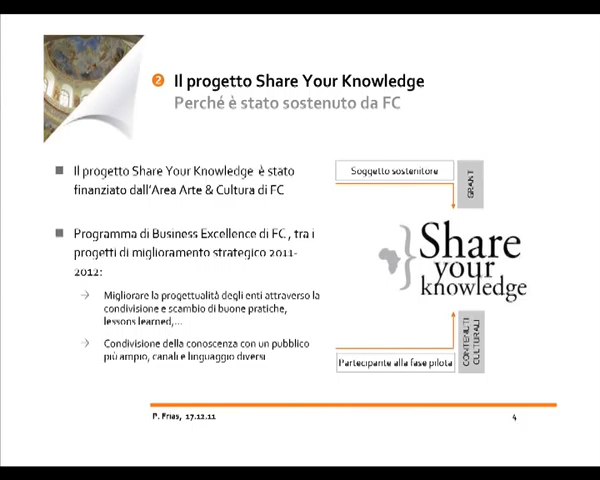 2 Il progetto Share Your Knowledge
Perché è stato sostenuto da FC
Il progetto Share Your Knowledge è stato
finanziato dall'Area Arte & Cultura di FC
Programma di Business Excellence di FC, tra i
progetti di miglioramento strategico 2011-
2012:
Migliorare la progettualità degli enti attraverso la
condivisione e scambio di buone pratiche,
lessons learned,...
Condivisione della conoscenza con un pubblico
più ampio, canali e linguaggio diversi
Soggetto sostenitore
GRANT
Share
your
knowledge
CONTENUTI
CULTURALI
Partecipante alla fase pilota
P. Frias, 17.12.11
4